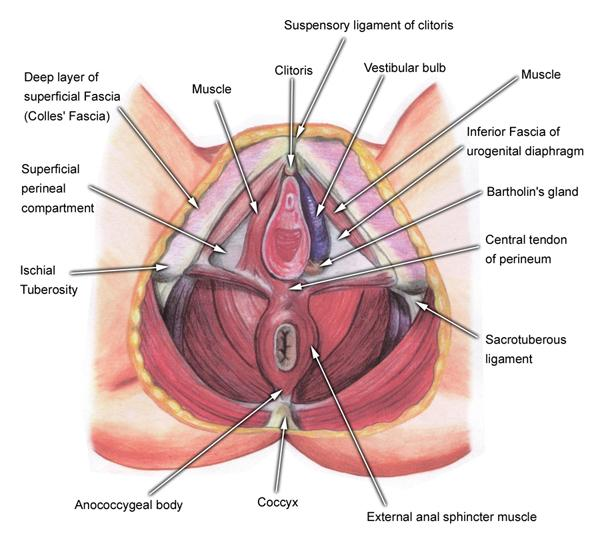 Suspensory ligament of clitoris
Clitoris
Vestibular bulb
Muscle
Muscle
Deep layer of
superficial Fascia
(Colles' Fascia)
Inferior Fascia of
urogenital diaphragm
Superficial
perineal
compartment
Bartholin's gland
Central tendon
of perineum
Ischial
Tuberosity
Sacrotuberous
ligament
Anococcygeal body
Coccyx
External anal sphincter muscle